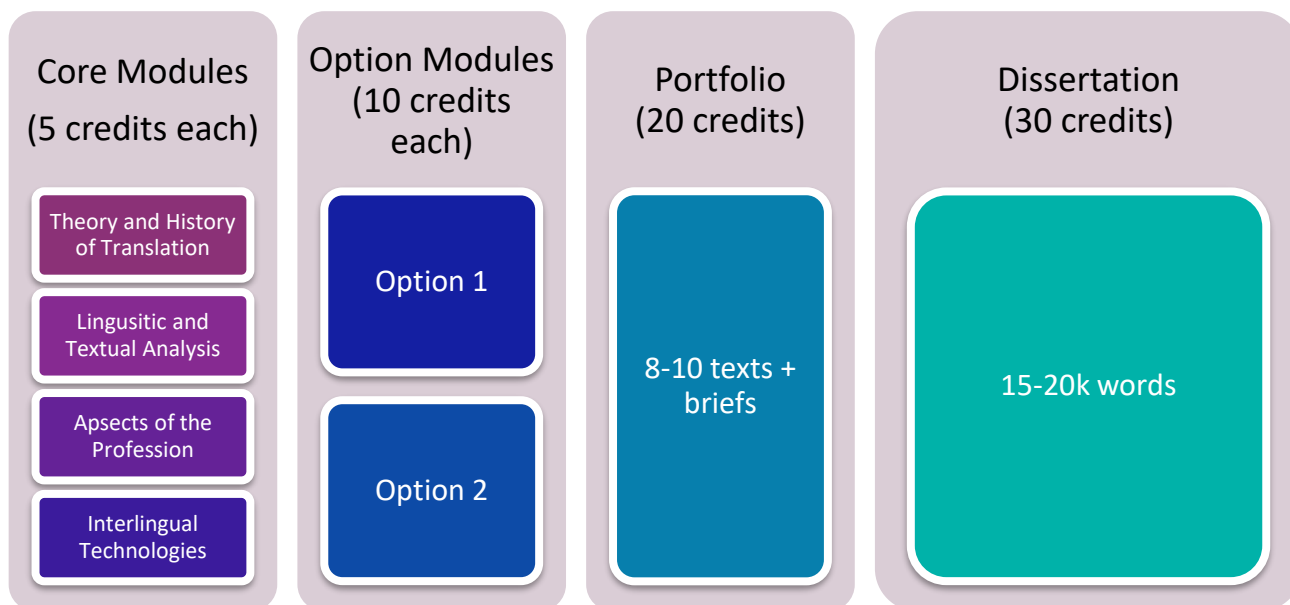 Core Modules
(5 credits each)
Theory and History
of Translation
Lingusitic and
Textual Analysis
Apsects of the
Profession
Interlingual
Technologies
Option Modules
(10 credits
each)
Option 1
Option 2
Portfolio
(20 credits)
8-10 texts +
briefs
Dissertation
(30 credits)
15-20k words